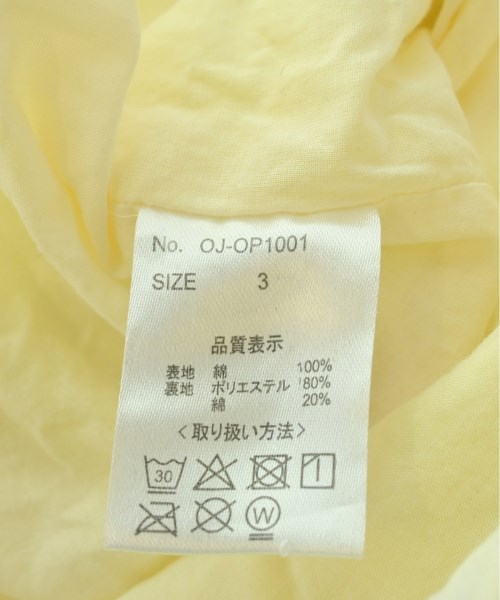 No. OJ-OP1001
SIZE 3
品質表示
表地 綿 100%
裏地 ポリエステル 80%
綿 20%
<取り扱い方法>
30
W